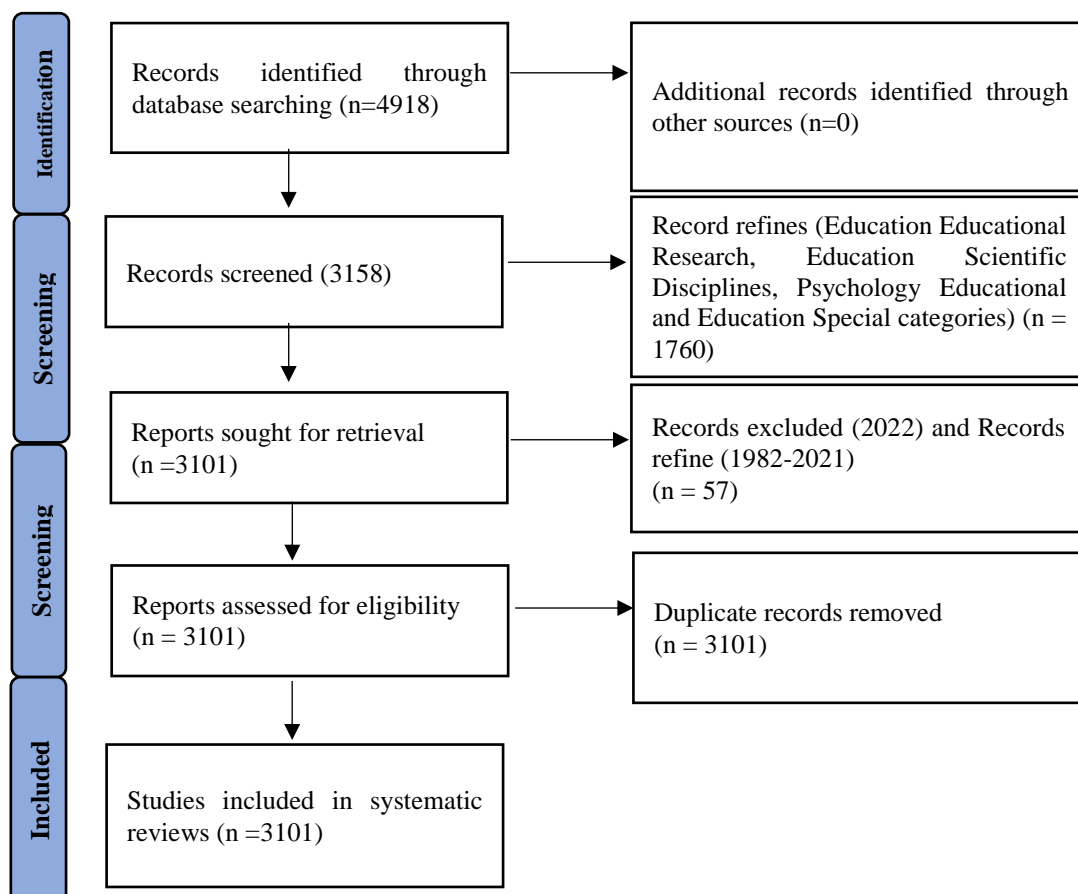 Identification
Records identified through
database searching (n=4918)
Additional records identified through
other sources (n=0)
Screening
Records screened (3158)
Record refines (Education Educational
Research, Education Scientific
Disciplines, Psychology Educational
and Education Special categories) (n =
1760)
Reports sought for retrieval
(n =3101)
Records excluded (2022) and Records
refine (1982-2021)
(n = 57)
Screening
Reports assessed for eligibility
(n = 3101)
Duplicate records removed
(n = 3101)
Included
Studies included in systematic
reviews (n =3101)